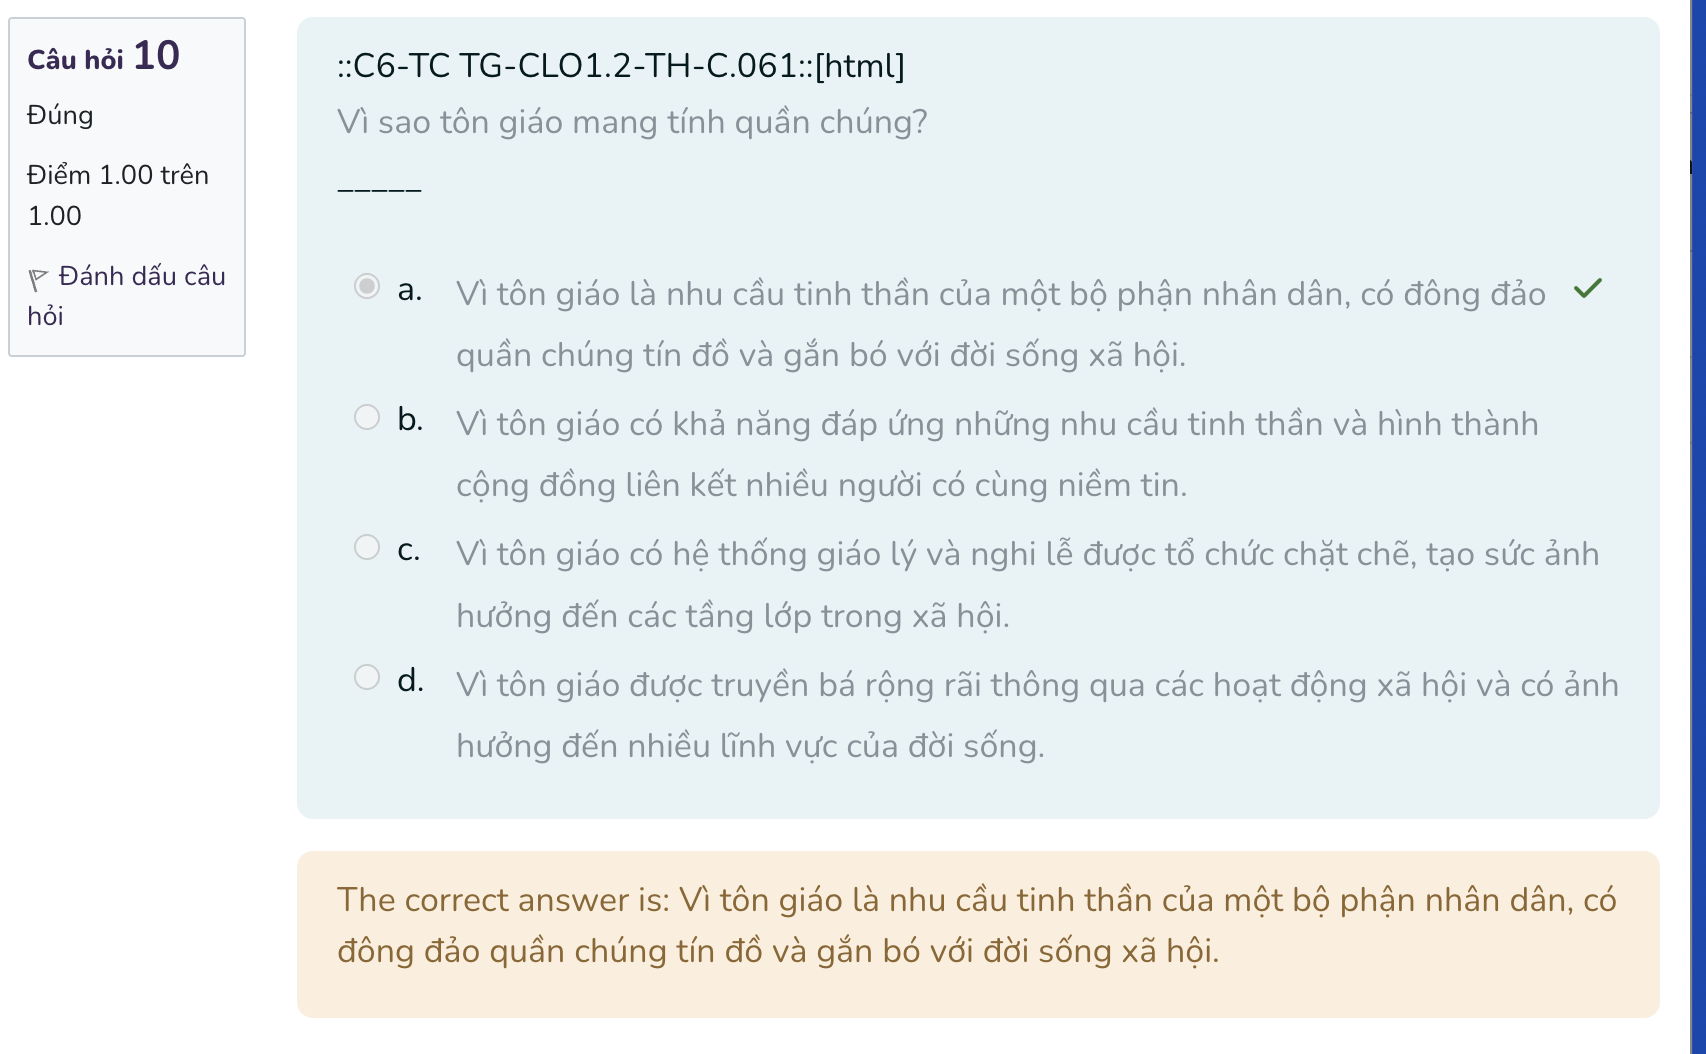 Câu hỏi 10
Đúng
Điểm 1.00 trên
1.00
Đánh dấu câu
hỏi
::C6-TC TG-CLO1.2-TH-C.061::[html]
Vì sao tôn giáo mang tính quần chúng?
_____
a. Vì tôn giáo là nhu cầu tinh thần của một bộ phận nhân dân, có đông đảo
quần chúng tín đồ và gắn bó với đời sống xã hội.
b. Vì tôn giáo có khả năng đáp ứng những nhu cầu tinh thần và hình thành
cộng đồng liên kết nhiều người có cùng niềm tin.
c. Vì tôn giáo có hệ thống giáo lý và nghi lễ được tổ chức chặt chẽ, tạo sức ảnh
hưởng đến các tầng lớp trong xã hội.
d. Vì tôn giáo được truyền bá rộng rãi thông qua các hoạt động xã hội và có ảnh
hưởng đến nhiều lĩnh vực của đời sống.
The correct answer is: Vì tôn giáo là nhu cầu tinh thần của một bộ phận nhân dân, có
đông đảo quần chúng tín đồ và gắn bó với đời sống xã hội.